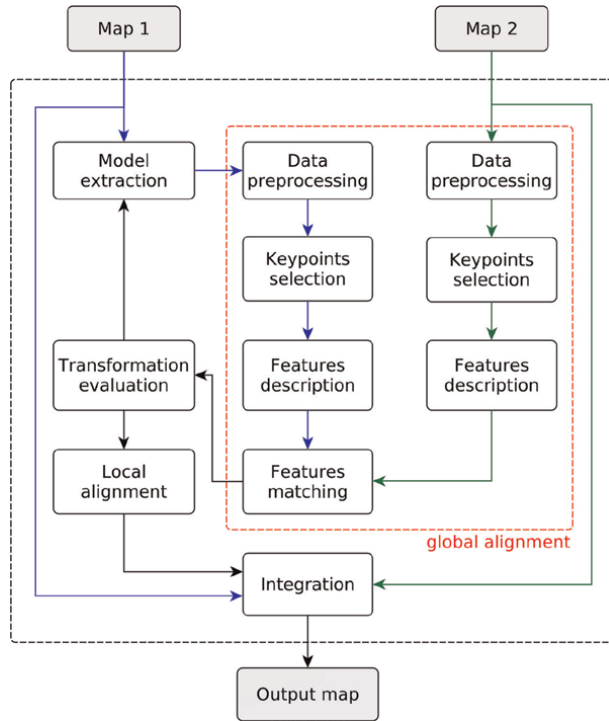 Map 1
Map 2
Model
extraction
Data
preprocessing
Data
preprocessing
Keypoints
selection
Keypoints
selection
Transformation
evaluation
Features
description
Features
description
Local
alignment
Features
matching
global alignment
Integration
Output map